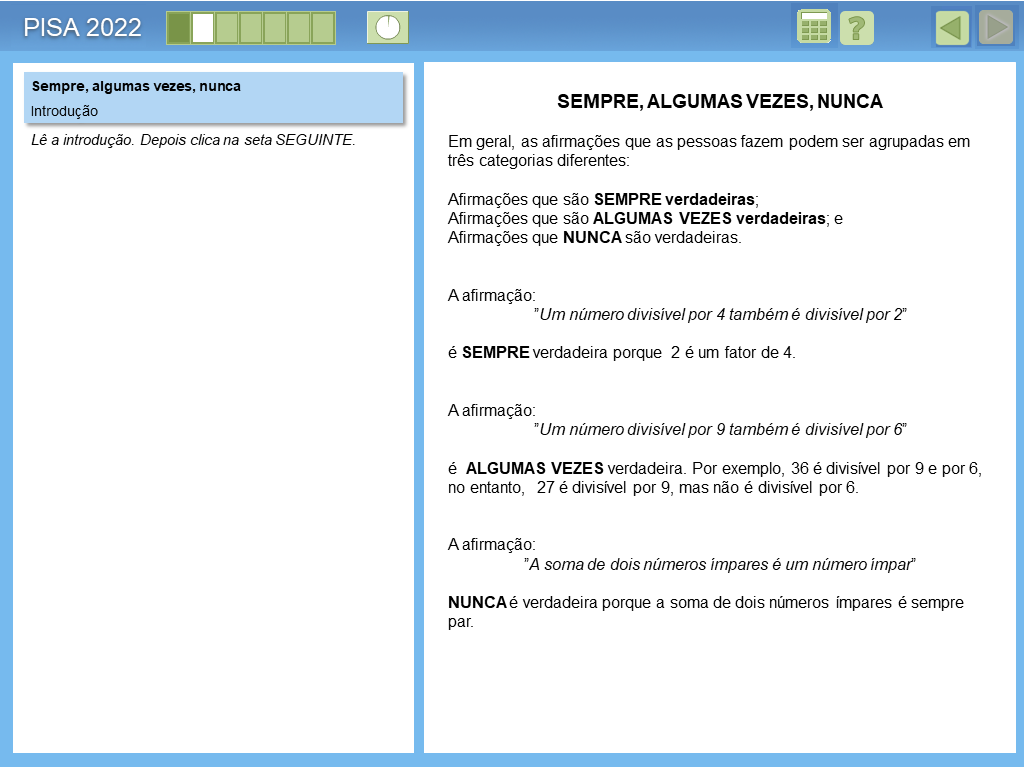 PISA 2022
?
Sempre, algumas vezes, nunca
Introdução
Lê a introdução. Depois clica na seta SEGUINTE.
SEMPRE, ALGUMAS VEZES, NUNCA
Em geral, as afirmações que as pessoas fazem podem ser agrupadas em
três categorias diferentes:
Afirmações que são SEMPRE verdadeiras;
Afirmações que são ALGUMAS VEZES verdadeiras; e
Afirmações que NUNCA são verdadeiras.
A afirmação:
”Um número divisível por 4 também é divisível por 2”
é SEMPRE verdadeira porque 2 é um fator de 4.
A afirmação:
”Um número divisível por 9 também é divisível por 6”
é ALGUMAS VEZES verdadeira. Por exemplo, 36 é divisível por 9 e por 6,
no entanto, 27 é divisível por 9, mas não é divisível por 6.
A afirmação:
”A soma de dois números ímpares é um número ímpar”
NUNCA é verdadeira porque a soma de dois números ímpares é sempre
par.